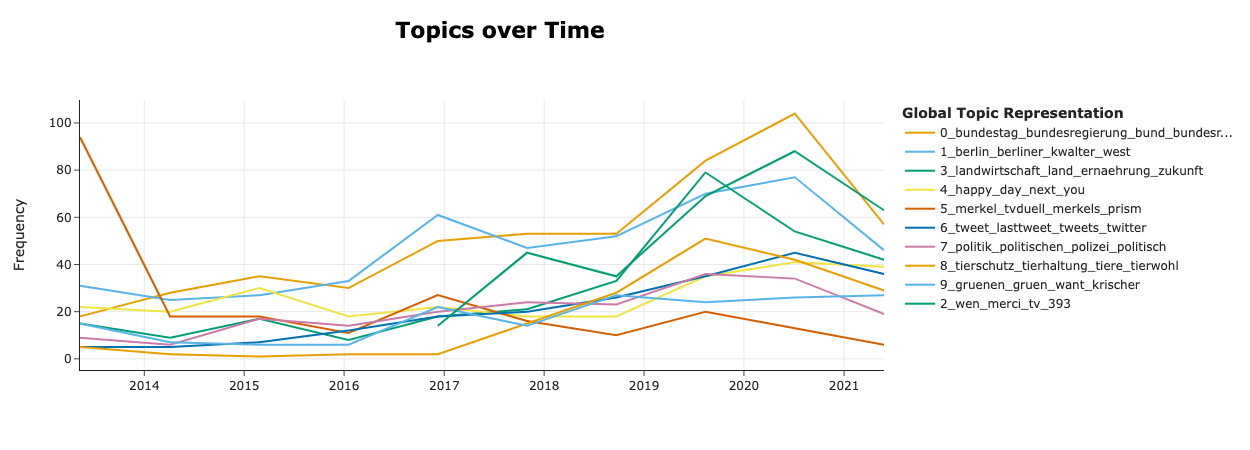 Topics over Time
Global Topic Representation
0_bundestag_bundesregierung_bund_bundesr...
1_berlin_berliner_kwalter_west
3_landwirtschaft_land_ernaehrung_zukunft
4_happy_day_next_you
5_merkel_tvduell_merkels_prism
6_tweet_lasttweet_tweets_twitter
7_politik_politischen_polizei_politisch
8_tierschutz_tierhaltung_tiere_tierwohl
9_gruenen_gruen_want_krischer
2_wen_merci_tv_393
Frequency
100
80
60
40
20
0
2014 2015 2016 2017 2018 2019 2020 2021